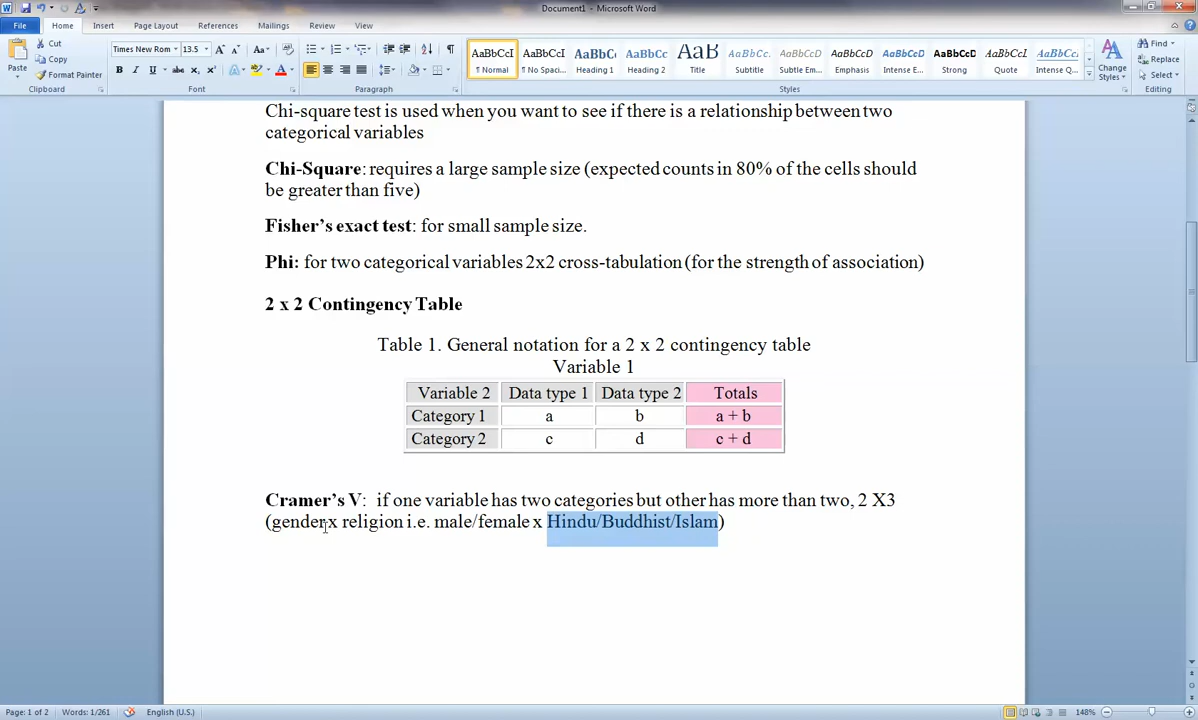 Document1 - Microsoft Word
File Home Insert Page Layout References Mailings Review View
Paste
Cut
Copy
Format Painter
Clipboard
Times New Rom 13.5
Font
Paragraph
AaBbCcI AaBbCcI AaBbC AaBbCc AaB AaBbCc. AaBbCcD AaBbCcD AaBbCcD AaBbCcD AaBbCcI AaBbCcI
¶ Normal ¶ No Spaci... Heading 1 Heading 2 Title Subtitle Subtle Em... Emphasis Intense E... Strong Quote Intense Q...
Styles
Change
Styles
Find
Replace
Select
Editing
Chi-square test is used when you want to see if there is a relationship between two
categorical variables
Chi-Square: requires a large sample size (expected counts in 80% of the cells should
be greater than five)
Fisher’s exact test: for small sample size.
Phi: for two categorical variables 2x2 cross-tabulation (for the strength of association)
2 x 2 Contingency Table
Table 1. General notation for a 2 x 2 contingency table
Variable 1
Variable 2 Data type 1 Data type 2 Totals
Category 1 a b a + b
Category 2 c d c + d
Cramer’s V: if one variable has two categories but other has more than two, 2 X3
(gender x religion i.e. male/female x Hindu/Buddhist/Islam)
Page: 1 of 2 Words: 1/261 English (U.S.) 148%